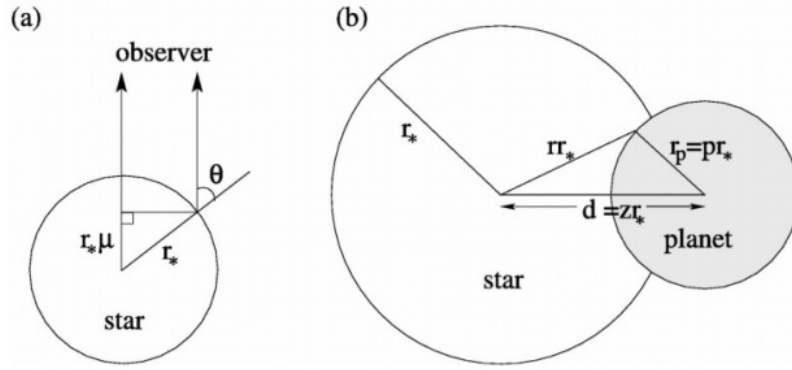 (a)
observer
θ
r*μ
r*
star
(b)
r*
rr*
rp=pr*
d =zr*
planet
star